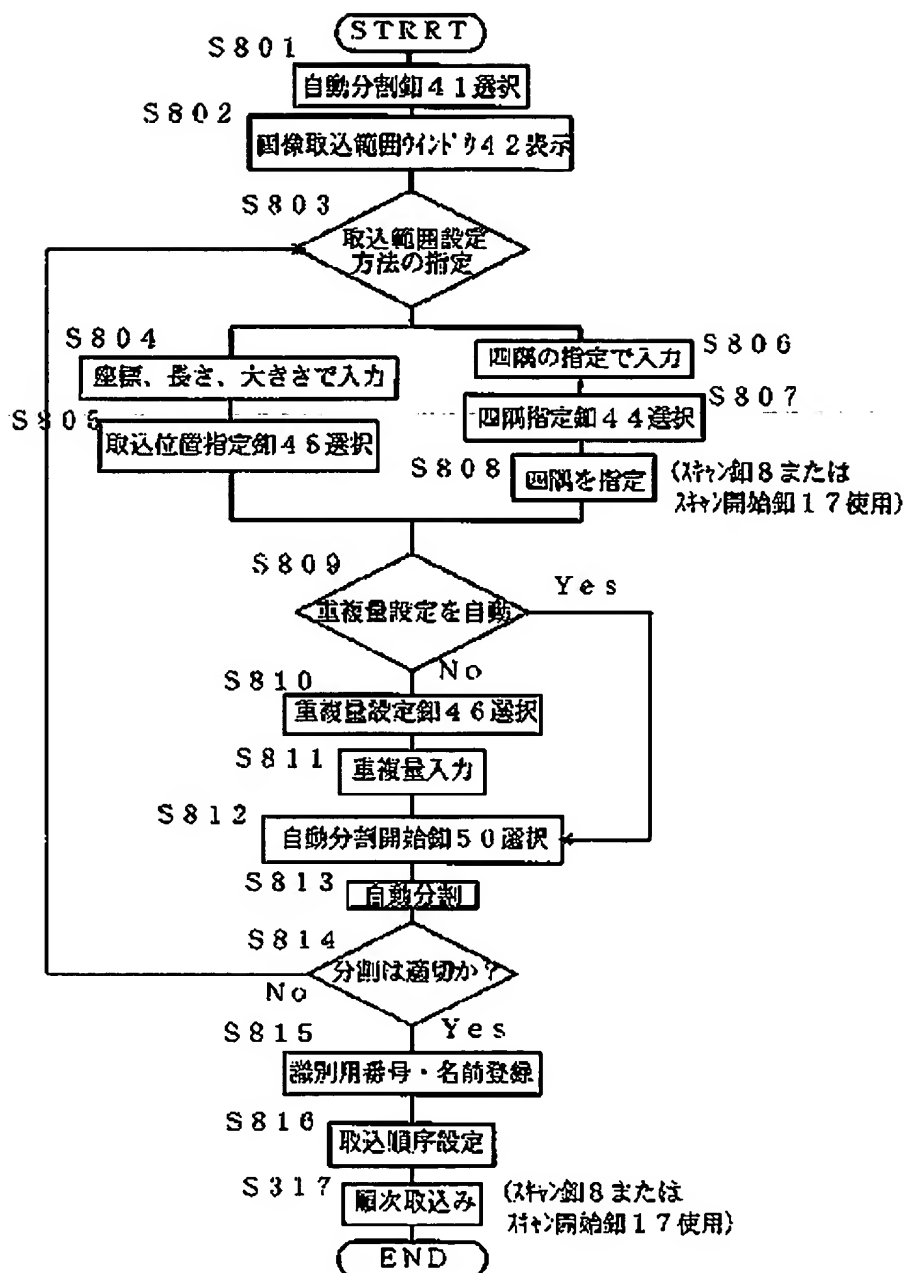 STRRT
S801
自動分割釦41選択
S802
画像取込範囲ウインドウ42表示
S803
取込範囲設定
方法の指定
S804
座標、長さ、大きさで入力
S805
取込位置指定釦45選択
四隅の指定で入力
S806
四隅指定釦44選択
S807
S808
四隅を指定
(スキャン釦8または
スキャン開始釦17使用)
S809
重複量設定を自動
Yes
No
S810
重複量設定釦46選択
S811
重複量入力
S812
自動分割開始釦50選択
S813
自動分割
S814
分割は適切か?
No
Yes
S815
識別用番号・名前登録
S816
取込順序設定
S317
順次取込み
(スキャン釦8または
スキャン開始釦17使用)
END